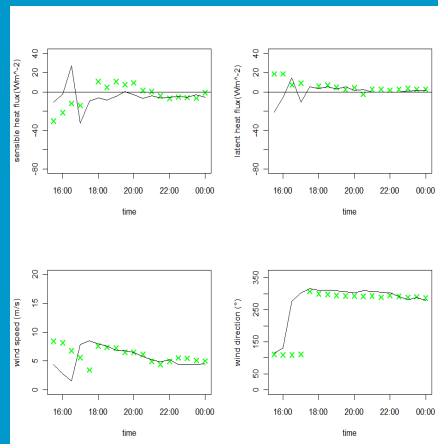 sensible heat flux(Wm^-2)
40
20
0
-40
-80
16:00 18:00 20:00 22:00 00:00
time
latent heat flux(Wm^-2)
40
20
0
-40
-80
16:00 18:00 20:00 22:00 00:00
time
wind speed (m/s)
20
15
10
5
0
16:00 18:00 20:00 22:00 00:00
time
wind direction (°)
350
250
150
50
0
16:00 18:00 20:00 22:00 00:00
time